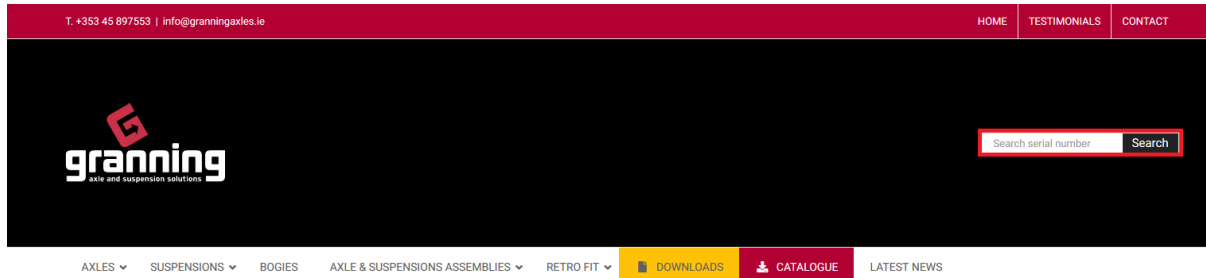 T. +353 45 897553 | info@granningaxles.ie
HOME TESTIMONIALS CONTACT
granning
axle and suspension solutions
Search serial number Search
AXLES SUSPENSIONS BOGIES AXLE & SUSPENSIONS ASSEMBLIES RETRO FIT DOWNLOADS CATALOGUE LATEST NEWS